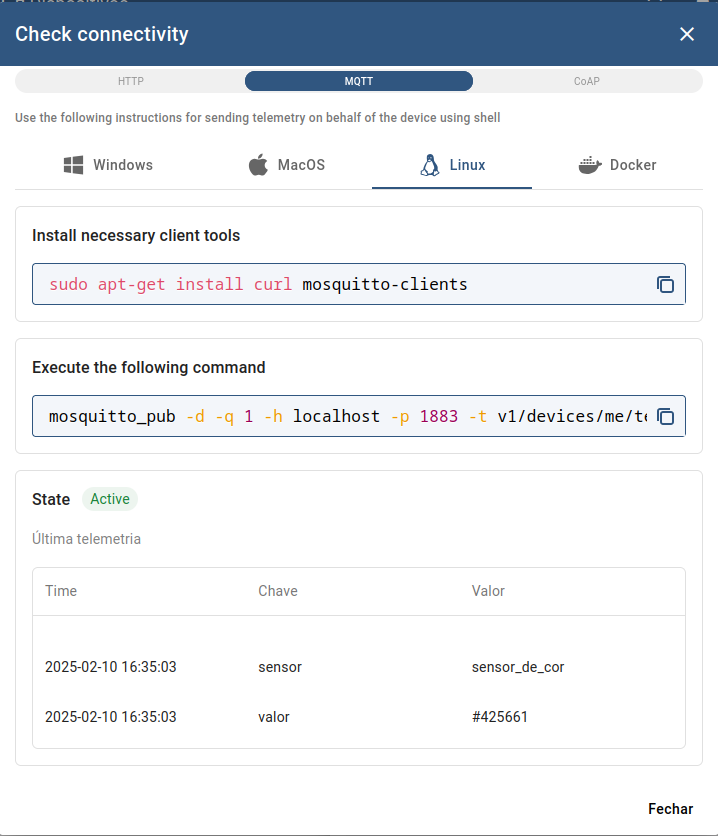 Check connectivity
HTTP
MQTT
CoAP
Use the following instructions for sending telemetry on behalf of the device using shell
Windows
MacOS
Linux
Docker
Install necessary client tools
sudo apt-get install curl mosquitto-clients
Execute the following command
mosquitto_pub -d -q 1 -h localhost -p 1883 -t v1/devices/me/te
State
Active
Última telemetria
Time Chave Valor
2025-02-10 16:35:03 sensor sensor_de_cor
2025-02-10 16:35:03 valor #425661
Fechar